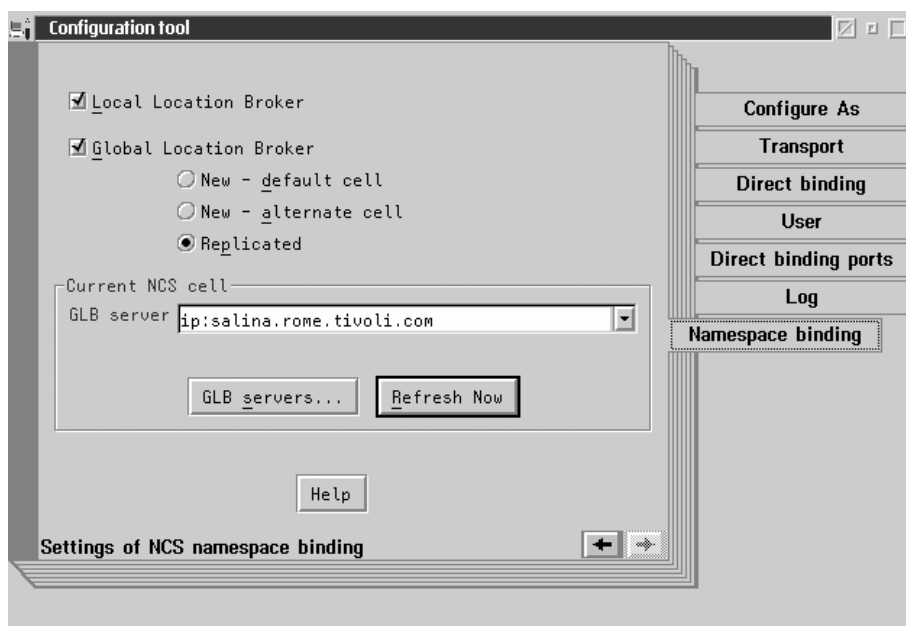 Configuration tool
Local Location Broker
Global Location Broker
New - default cell
New - alternate cell
Replicated
Current NCS cell
GLB server ip:salina.rome.tivoli.com
GLB servers... Refresh Now
Help
Settings of NCS namespace binding
Configure As
Transport
Direct binding
User
Direct binding ports
Log
Namespace binding